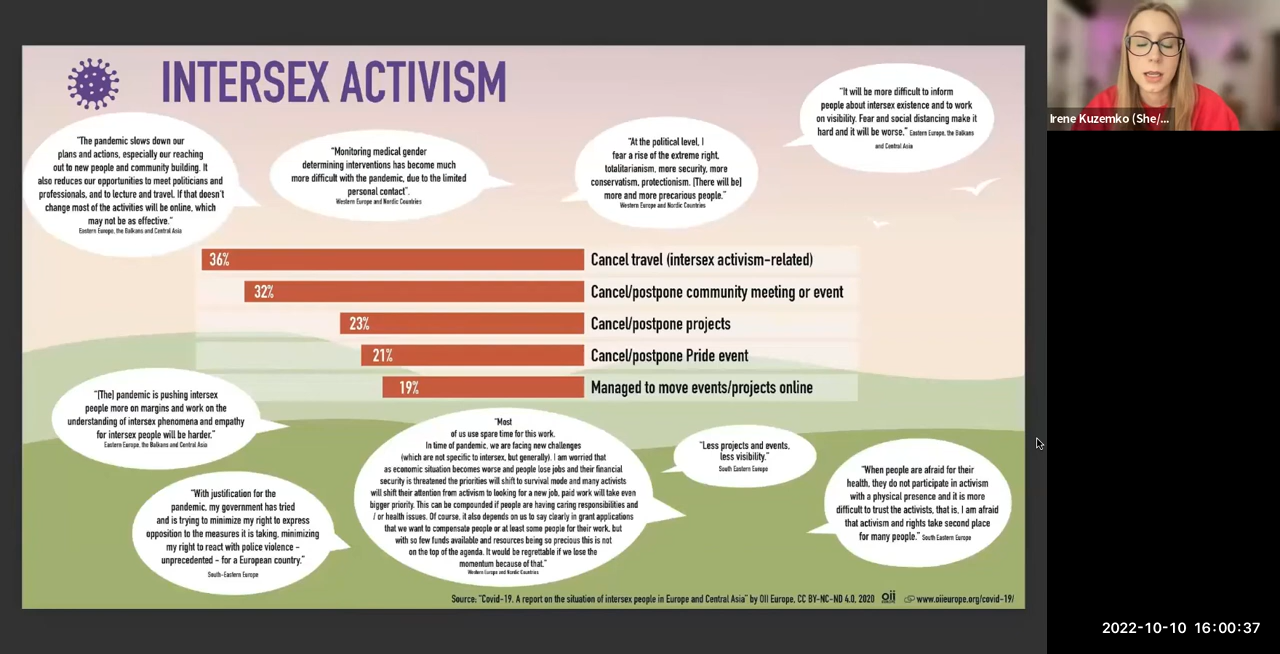 INTERSEX ACTIVISM
"The pandemic slows down our
plans and actions, especially our reaching
out to new people and community building. It
also reduces our opportunities to meet politicians and
professionals, and to lecture and travel. If that doesn't
change most of the activities will be online, which
may not be as effective."
Eastern Europe, the Balkans and Central Asia
"Monitoring medical gender
determining interventions has become much
more difficult with the pandemic, due to the limited
personal contact".
Western Europe and Nordic Countries
"At the political level, I
fear a rise of the extreme right,
totalitarianism, more security, more
conservatism, protectionism. [There will be]
more and more precarious people."
Western Europe and Nordic Countries
"It will be more difficult to inform
people about intersex existence and to work
on visibility. Fear and social distancing make it
hard and it will be worse." Eastern Europe, the Balkans
and Central Asia
36% Cancel travel (intersex activism-related)
32% Cancel/postpone community meeting or event
23% Cancel/postpone projects
21% Cancel/postpone Pride event
19% Managed to move events/projects online
"[The] pandemic is pushing intersex
people more on margins and work on the
understanding of intersex phenomena and empathy
for intersex people will be harder."
Eastern Europe, the Balkans and Central Asia
"With justification for the
pandemic, my government has tried
and is trying to minimize my right to express
opposition to the measures it is taking, minimizing
my right to react with police violence -
unprecedented - for a European country."
South-Eastern Europe
"Most
of us use spare time for this work.
In time of pandemic, we are facing new challenges
(which are not specific to intersex, but generally). I am worried that
as economic situation becomes worse and people lose jobs and their financial
security is threatened the priorities will shift to survival mode and many activists
will shift their attention from activism to looking for a new job, paid work will take even
bigger priority. This can be compounded if people are having caring responsibilities and
/ or health issues. Of course, it also depends on us to say clearly in grant applications
that we want to compensate people or at least some people for their work, but
with so few funds available and resources being so precious this is not
on the top of the agenda. It would be regrettable if we lose the
momentum because of that."
Western Europe and Nordic Countries
"Less projects and events,
less visibility."
South Eastern Europe
"When people are afraid for their
health, they do not participate in activism
with a physical presence and it is more
difficult to trust the activists, that is, I am afraid
that activism and rights take second place
for many people." South Eastern Europe
Source: "Covid-19. A report on the situation of intersex people in Europe and Central Asia" by OII Europe, CC BY-NC-ND 4.0, 2020 oii www.oiieurope.org/covid-19/
Irene Kuzemko (She/...
2022-10-10 16:00:37